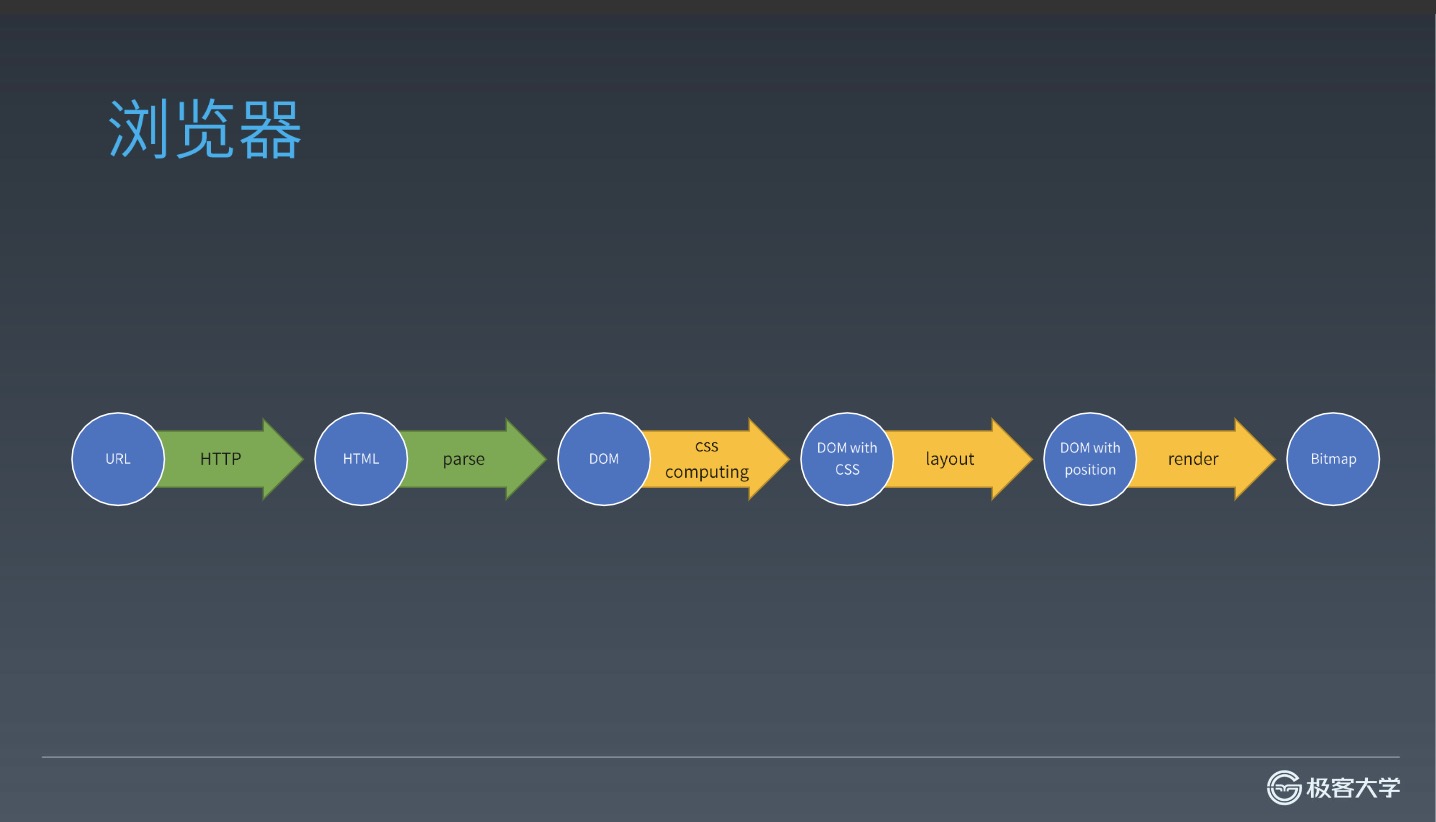 浏览器
URL
HTTP
HTML
parse
DOM
css
computing
DOM with
CSS
layout
DOM with
position
render
Bitmap
极客大学